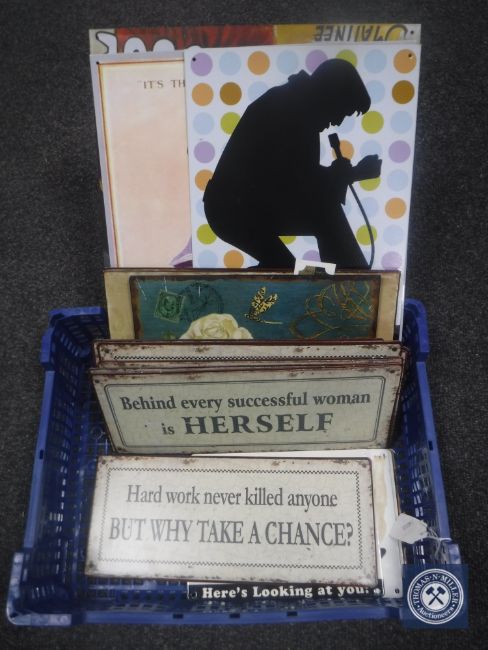 MATINEE
"IT'S TH
Behind every successful woman
is HERSELF
Hard work never killed anyone
BUT WHY TAKE A CHANCE?
Here's Looking at you
THOMAS·N·MILLER
Auctioneers